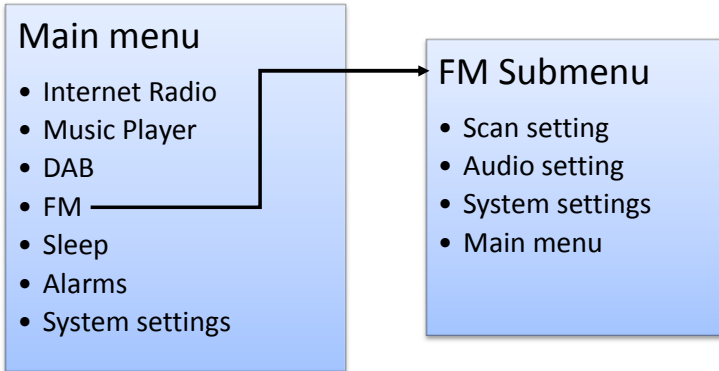 Main menu
• Internet Radio
• Music Player
• DAB
• FM
• Sleep
• Alarms
• System settings
FM Submenu
• Scan setting
• Audio setting
• System settings
• Main menu